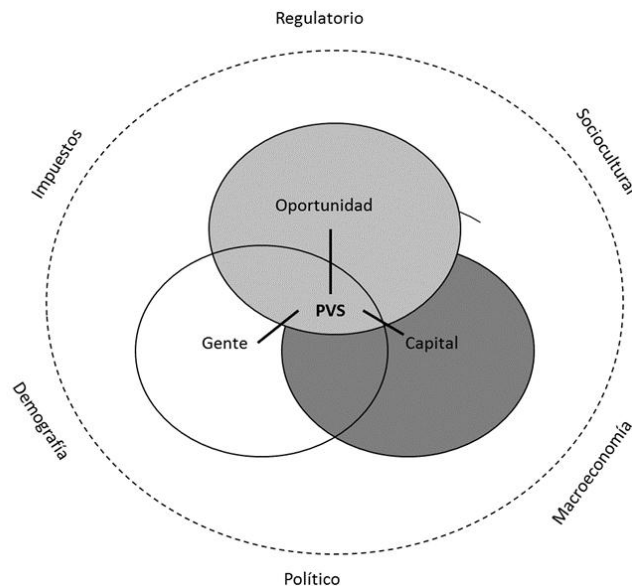 Regulatorio
Impuestos
Sociocultural
Oportunidad
PVS
Gente
Capital
Demografía
Macroeconomía
Político